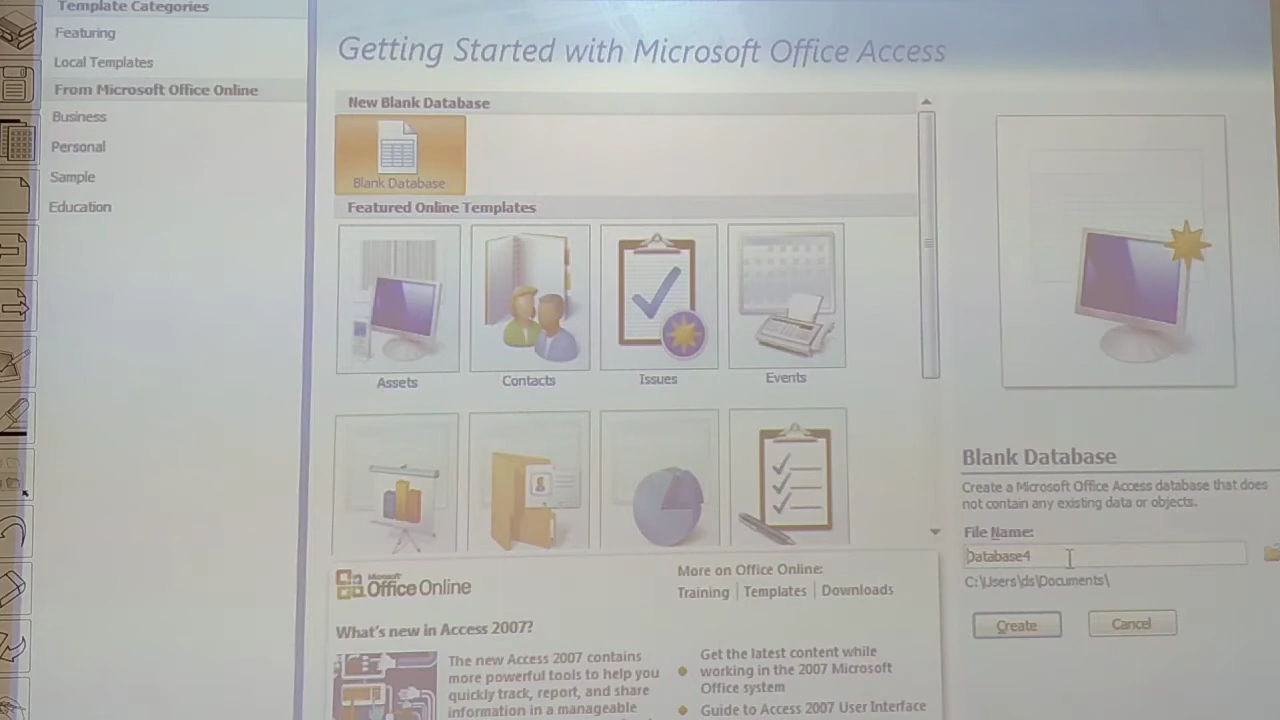 Template Categories
Featuring
Local Templates
From Microsoft Office Online
Business
Personal
Sample
Education
Getting Started with Microsoft Office Access
New Blank Database
Blank Database
Featured Online Templates
Assets
Contacts
Issues
Events
Microsoft
Office Online
More on Office Online:
Training | Templates | Downloads
What's new in Access 2007?
The new Access 2007 contains
more powerful tools to help you
quickly track, report, and share
information in a manageable
Get the latest content while
working in the 2007 Microsoft
Office system
Guide to Access 2007 User Interface
Blank Database
Create a Microsoft Office Access database that does
not contain any existing data or objects.
File Name:
Database4
C:\Users\ds\Documents\
Create
Cancel